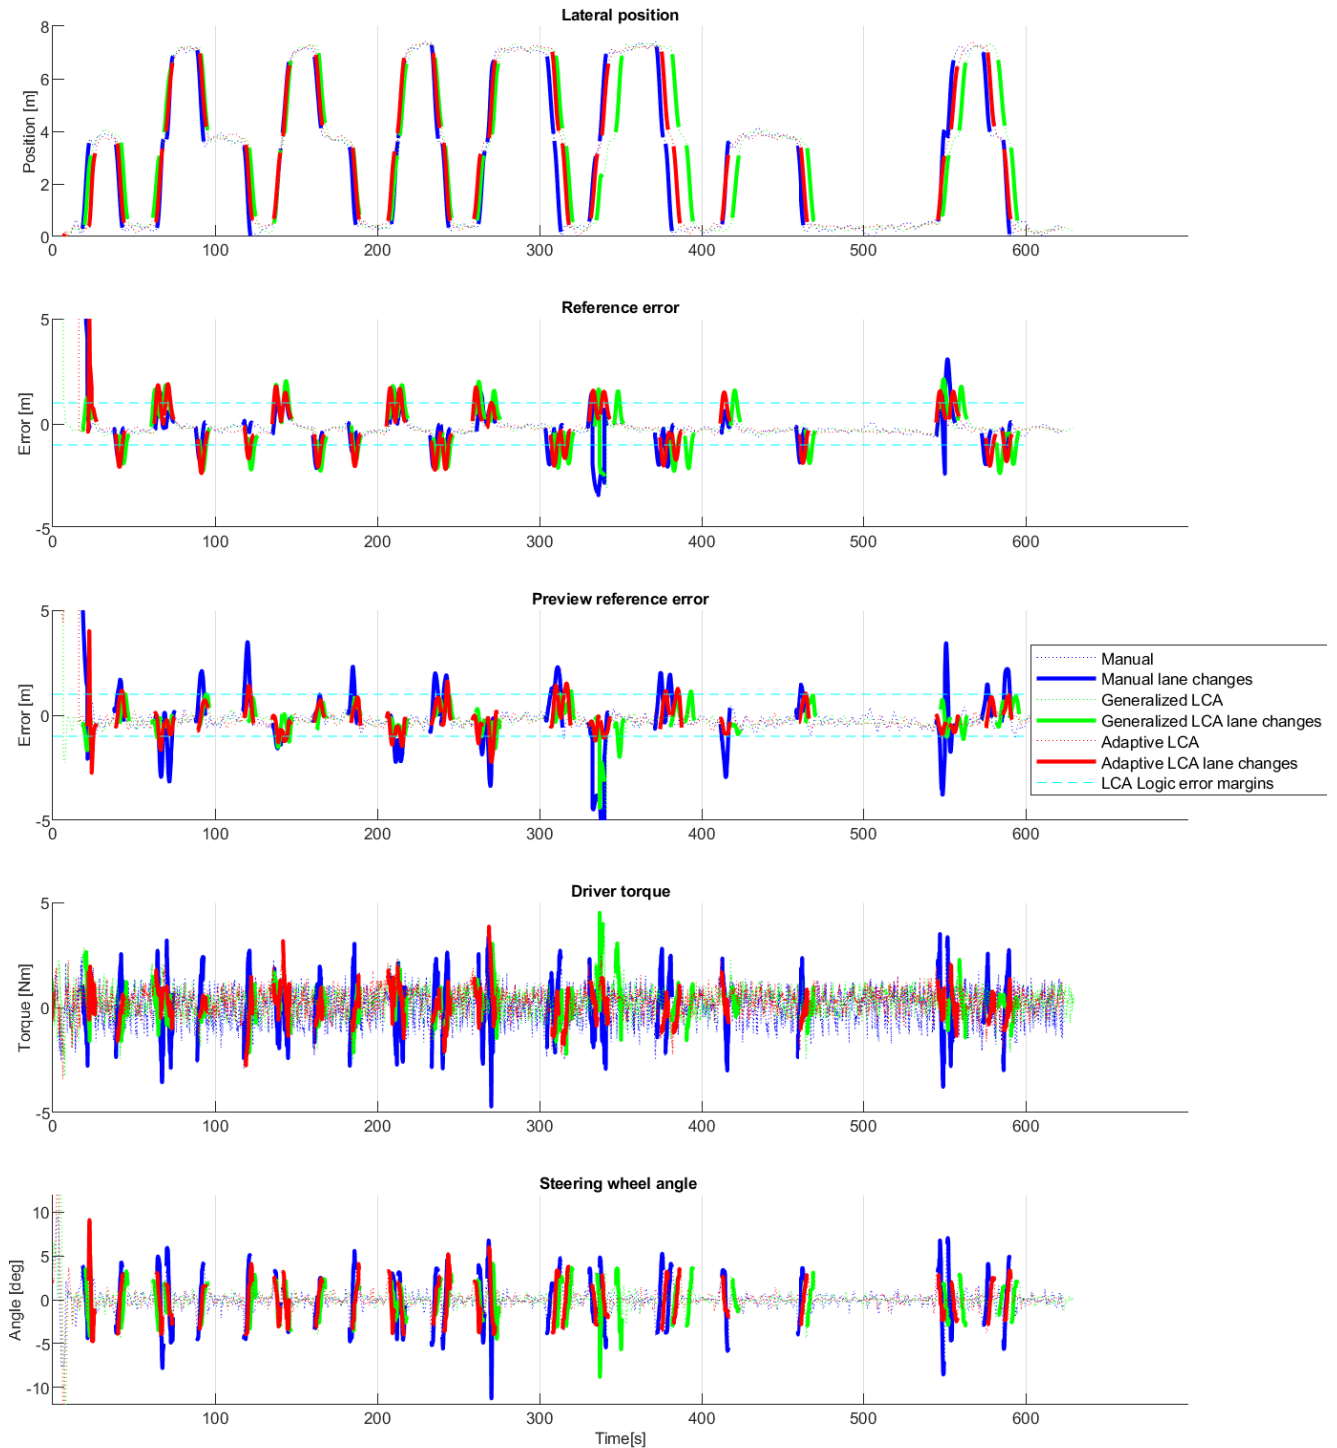 Lateral position
Position [m]
8
6
4
2
0
0 100 200 300 400 500 600
Reference error
Error [m]
5
0
-5
0 100 200 300 400 500 600
Preview reference error
Error [m]
5
0
-5
0 100 200 300 400 500 600
Manual
Manual lane changes
Generalized LCA
Generalized LCA lane changes
Adaptive LCA
Adaptive LCA lane changes
LCA Logic error margins
Driver torque
Torque [Nm]
5
0
-5
0 100 200 300 400 500 600
Steering wheel angle
Angle [deg]
10
5
0
-5
-10
0 100 200 300 400 500 600
Time[s]